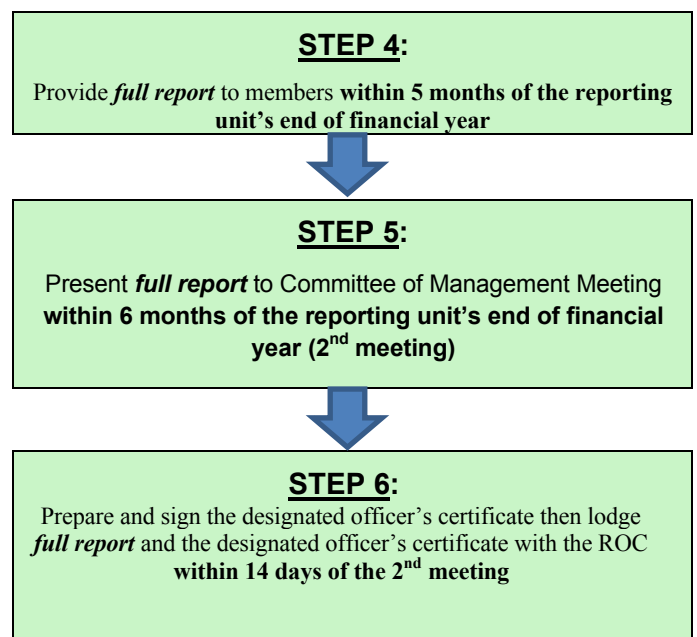 STEP 4:
Provide full report to members within 5 months of the reporting
unit's end of financial year
STEP 5:
Present full report to Committee of Management Meeting
within 6 months of the reporting unit's end of financial
year (2nd meeting)
STEP 6:
Prepare and sign the designated officer's certificate then lodge
full report and the designated officer's certificate with the ROC
within 14 days of the 2nd meeting